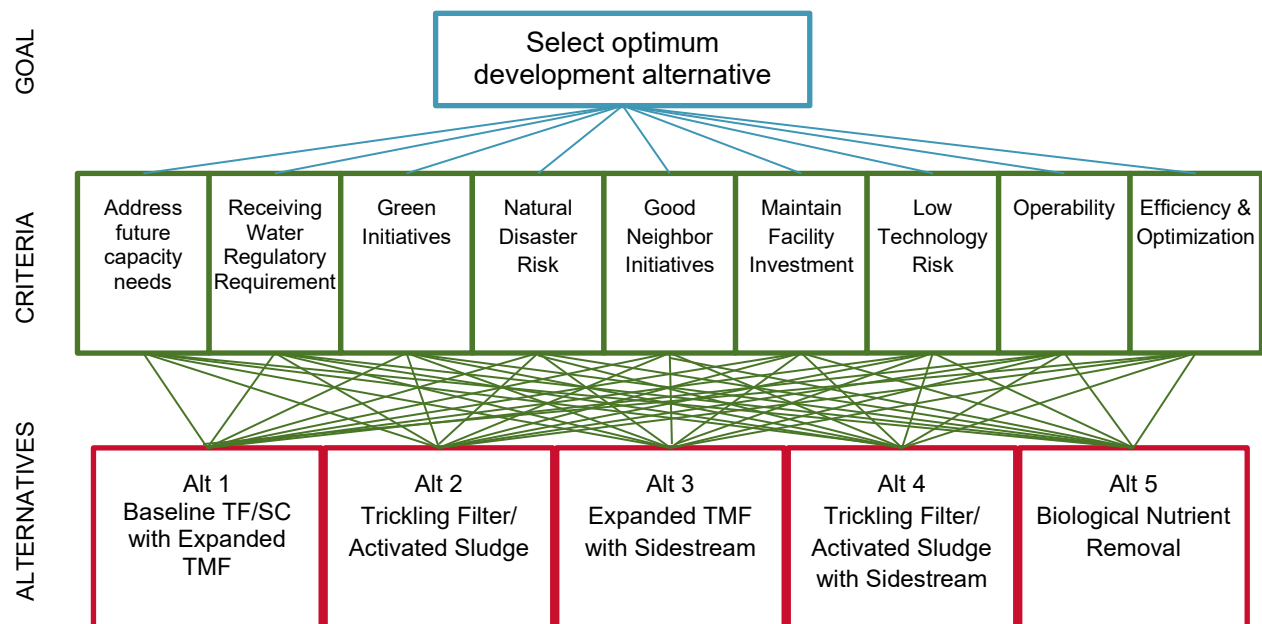 GOAL
Select optimum
development alternative
CRITERIA
Address
future
capacity
needs
Receiving
Water
Regulatory
Requirement
Green
Initiatives
Natural
Disaster
Risk
Good
Neighbor
Initiatives
Maintain
Facility
Investment
Low
Technology
Risk
Operability
Efficiency &
Optimization
ALTERNATIVES
Alt 1
Baseline TF/SC
with Expanded
TMF
Alt 2
Trickling Filter/
Activated Sludge
Alt 3
Expanded TMF
with Sidestream
Alt 4
Trickling Filter/
Activated Sludge
with Sidestream
Alt 5
Biological Nutrient
Removal